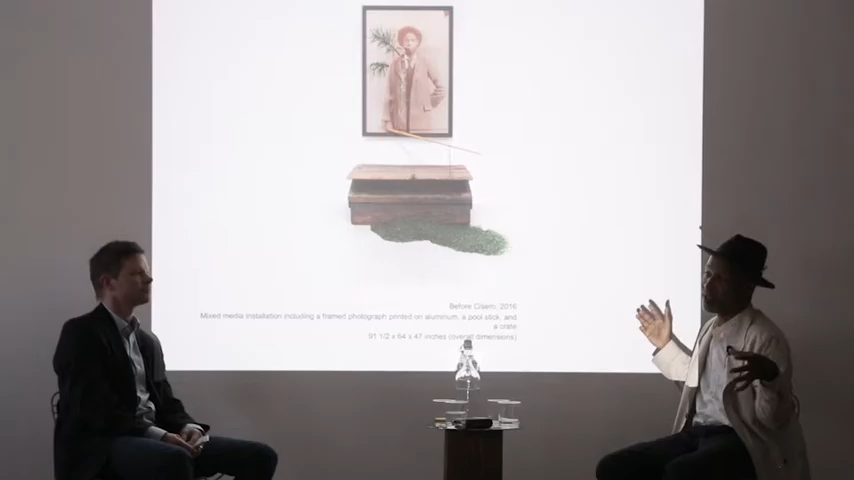 Before Cisero, 2016
Mixed media installation including a framed photograph printed on aluminium, a pool stick, and
a crate
91 1/2 x 64 x 47 inches (overall dimensions)